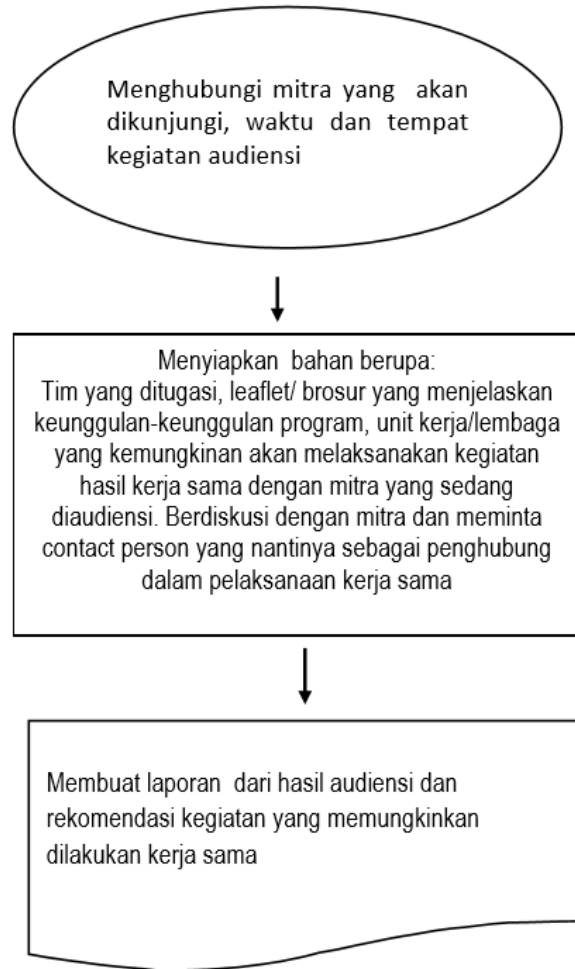 Menghubungi mitra yang akan
dikunjungi, waktu dan tempat
kegiatan audiensi
Menyiapkan bahan berupa:
Tim yang ditugasi, leaflet/ brosur yang menjelaskan
keunggulan-keunggulan program, unit kerja/lembaga
yang kemungkinan akan melaksanakan kegiatan
hasil kerja sama dengan mitra yang sedang
diaudiensi. Berdiskusi dengan mitra dan meminta
contact person yang nantinya sebagai penghubung
dalam pelaksanaan kerja sama
Membuat laporan dari hasil audiensi dan
rekomendasi kegiatan yang memungkinkan
dilakukan kerja sama